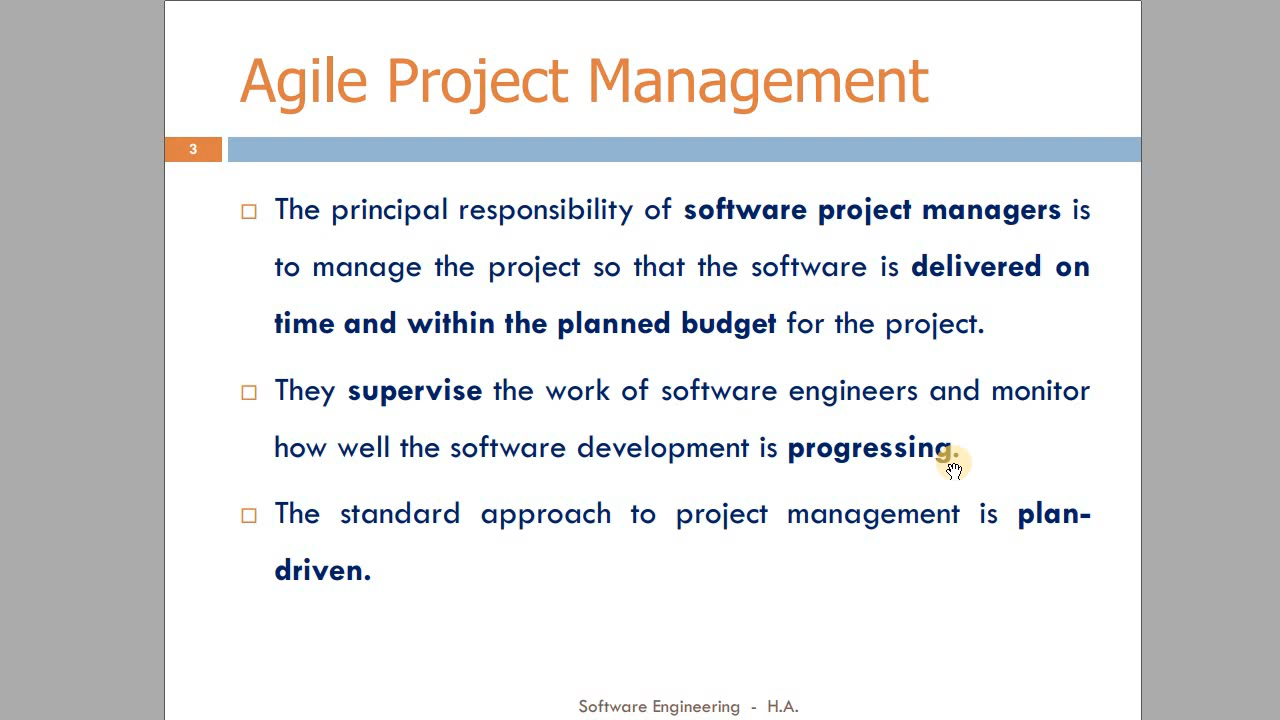 Agile Project Management
3
The principal responsibility of software project managers is
to manage the project so that the software is delivered on
time and within the planned budget for the project.
They supervise the work of software engineers and monitor
how well the software development is progressing.
The standard approach to project management is plan-
driven.
Software Engineering - H.A.